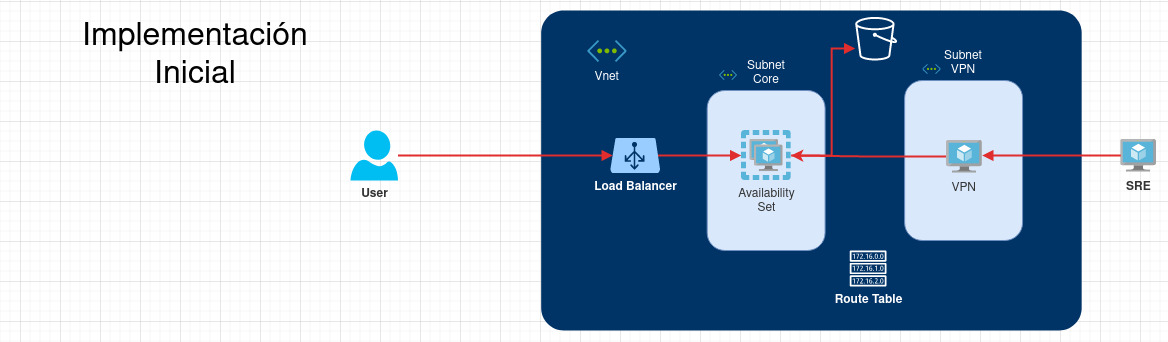 Implementación
Inicial
Vnet
Subnet
Core
Subnet
VPN
User
Load Balancer
Availability
Set
VPN
SRE
172.16.0.0
172.16.1.0
172.16.2.0
Route Table